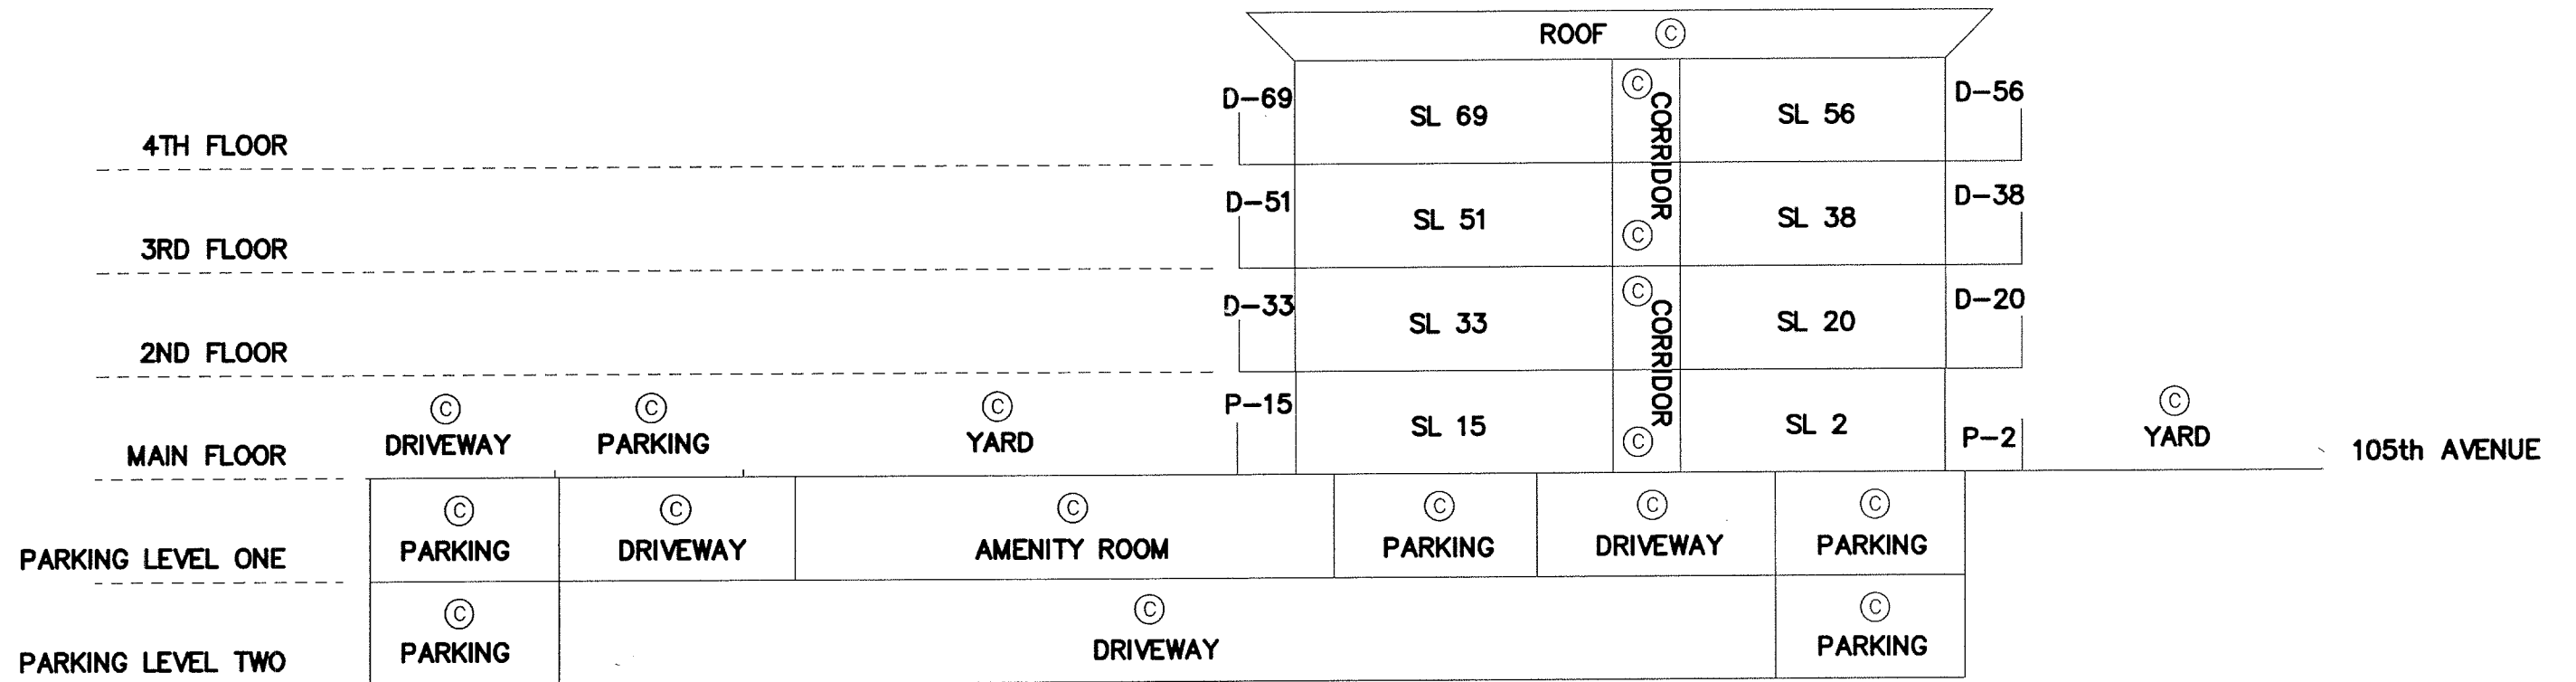 ROOF Ⓒ
D-69 SL 69 Ⓒ SL 56 D-56
4TH FLOOR
CORRIDOR
D-51 SL 51 Ⓒ SL 38 D-38
3RD FLOOR
D-33 SL 33 Ⓒ SL 20 D-20
2ND FLOOR
CORRIDOR
Ⓒ Ⓒ Ⓒ P-15 SL 15 Ⓒ SL 2 P-2 Ⓒ
MAIN FLOOR DRIVEWAY PARKING YARD YARD 105th AVENUE
Ⓒ Ⓒ Ⓒ Ⓒ Ⓒ Ⓒ
PARKING LEVEL ONE PARKING DRIVEWAY AMENITY ROOM PARKING DRIVEWAY PARKING
Ⓒ Ⓒ Ⓒ
PARKING LEVEL TWO PARKING DRIVEWAY PARKING